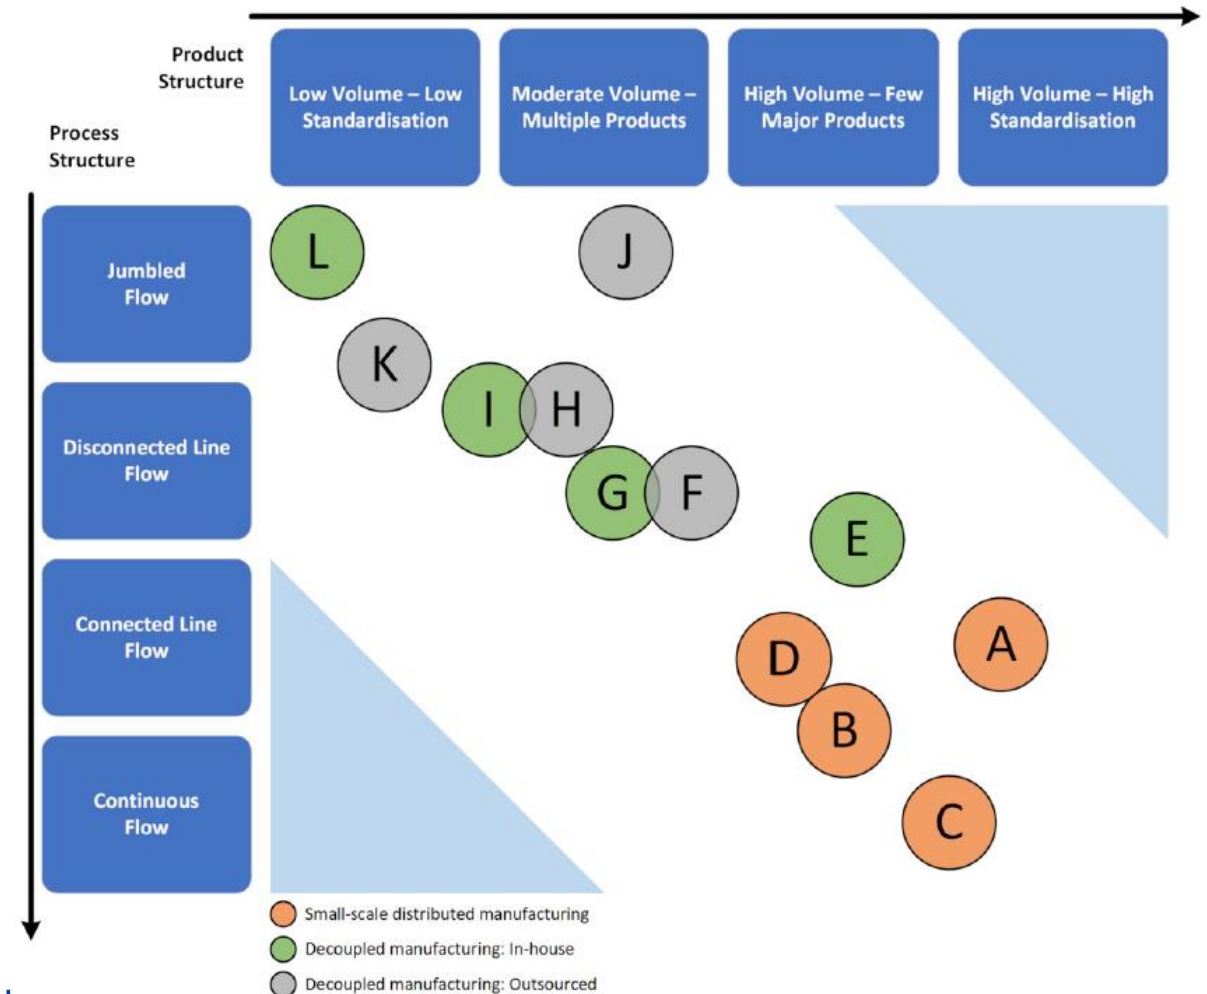 Product
Structure
Process
Structure
Low Volume – Low
Standardisation
Moderate Volume –
Multiple Products
High Volume – Few
Major Products
High Volume – High
Standardisation
Jumbled
Flow
Disconnected Line
Flow
Connected Line
Flow
Continuous
Flow
L
J
K
I
H
G
F
E
D
A
B
C
Small-scale distributed manufacturing
Decoupled manufacturing: In-house
Decoupled manufacturing: Outsourced